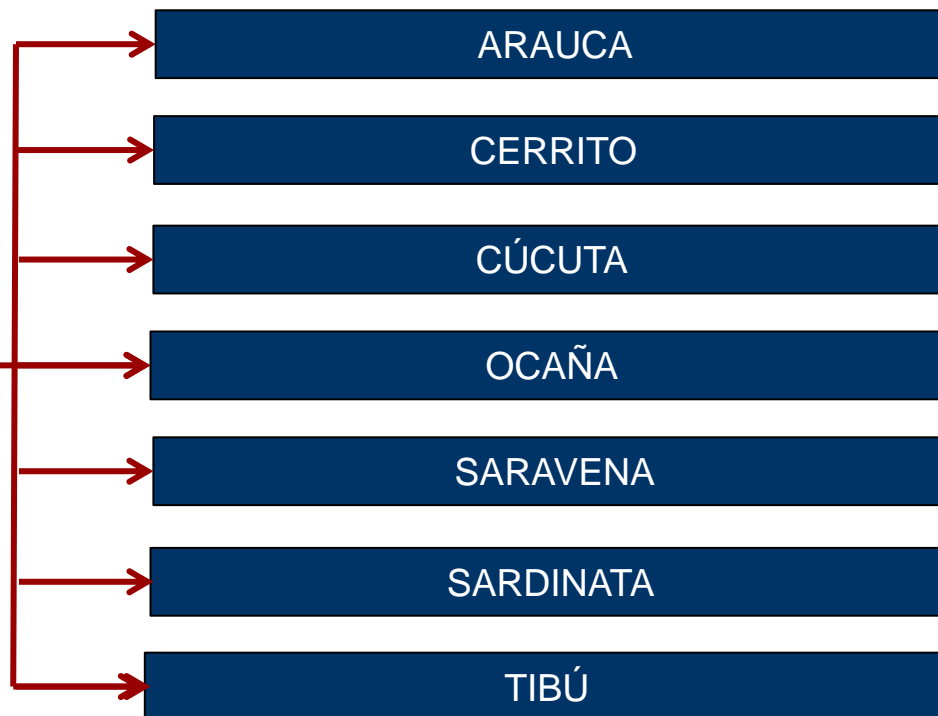 ARAUCA
CERRITO
CÚCUTA
OCAÑA
SARAVENA
SARDINATA
TIBÚ